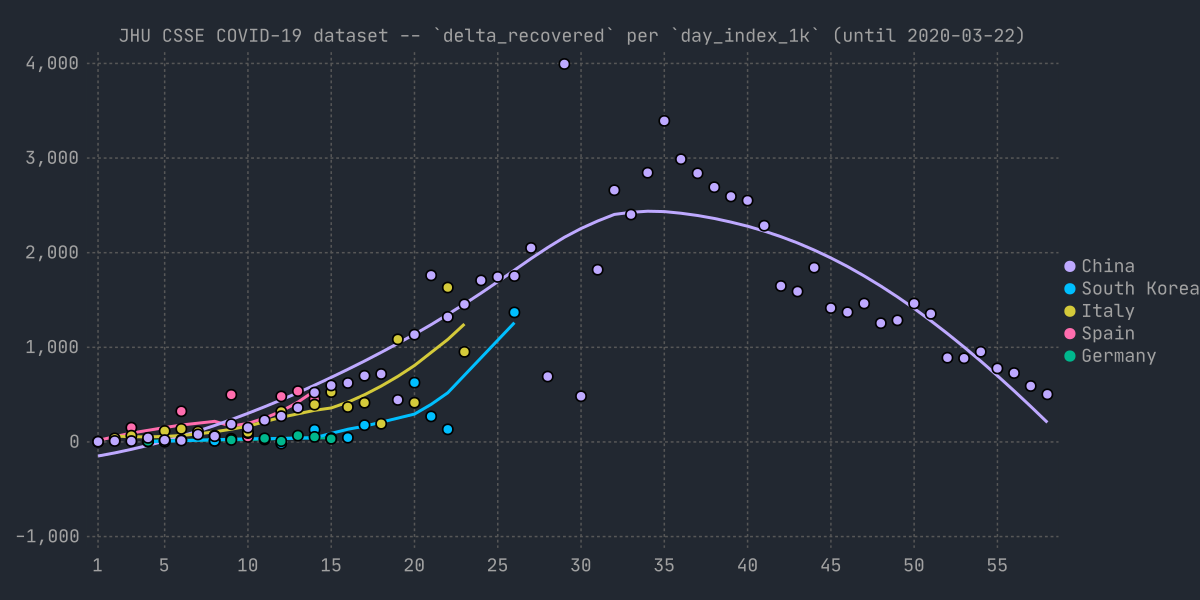 JHU CSSE COVID-19 dataset -- `delta_recovered` per `day_index_1k` (until 2020-03-22)
4,000
3,000
2,000
1,000
0
-1,000
1 5 10 15 20 25 30 35 40 45 50 55
China
South Korea
Italy
Spain
Germany